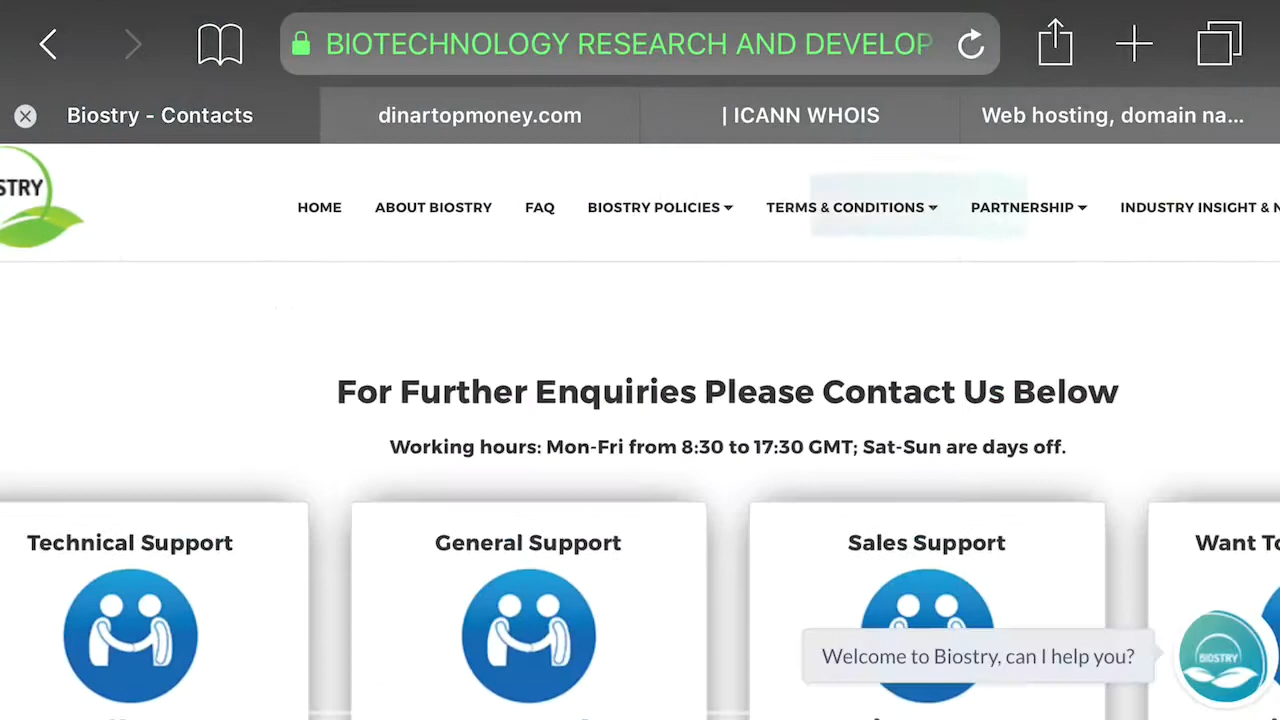 BIOTECHNOLOGY RESEARCH AND DEVELOP
Biostry - Contacts
dinartopmoney.com
| ICANN WHOIS
Web hosting, domain na...
STRY
HOME
ABOUT BIOSTRY
FAQ
BIOSTRY POLICIES
TERMS & CONDITIONS
PARTNERSHIP
INDUSTRY INSIGHT & N
For Further Enquiries Please Contact Us Below
Working hours: Mon-Fri from 8:30 to 17:30 GMT; Sat-Sun are days off.
Technical Support
General Support
Sales Support
Want To
Welcome to Biostry, can I help you?
BIOSTRY